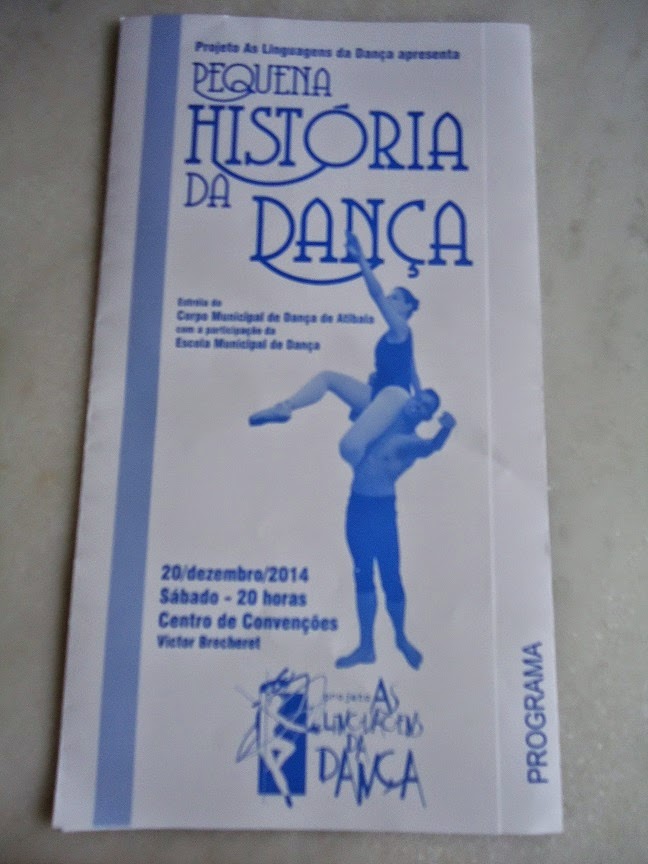 Projeto As Linguagens da Dança apresenta
PEQUENA
HISTÓRIA
DA
DANÇA
Estréia do
Corpo Municipal de Dança de Atibaia
com a participação da
Escola Municipal de Dança
20/dezembro/2014
Sábado - 20 horas
Centro de Convenções
Victor Brecheret
projeto AS
LINGUAGENS
DA
DANÇA
PROGRAMA